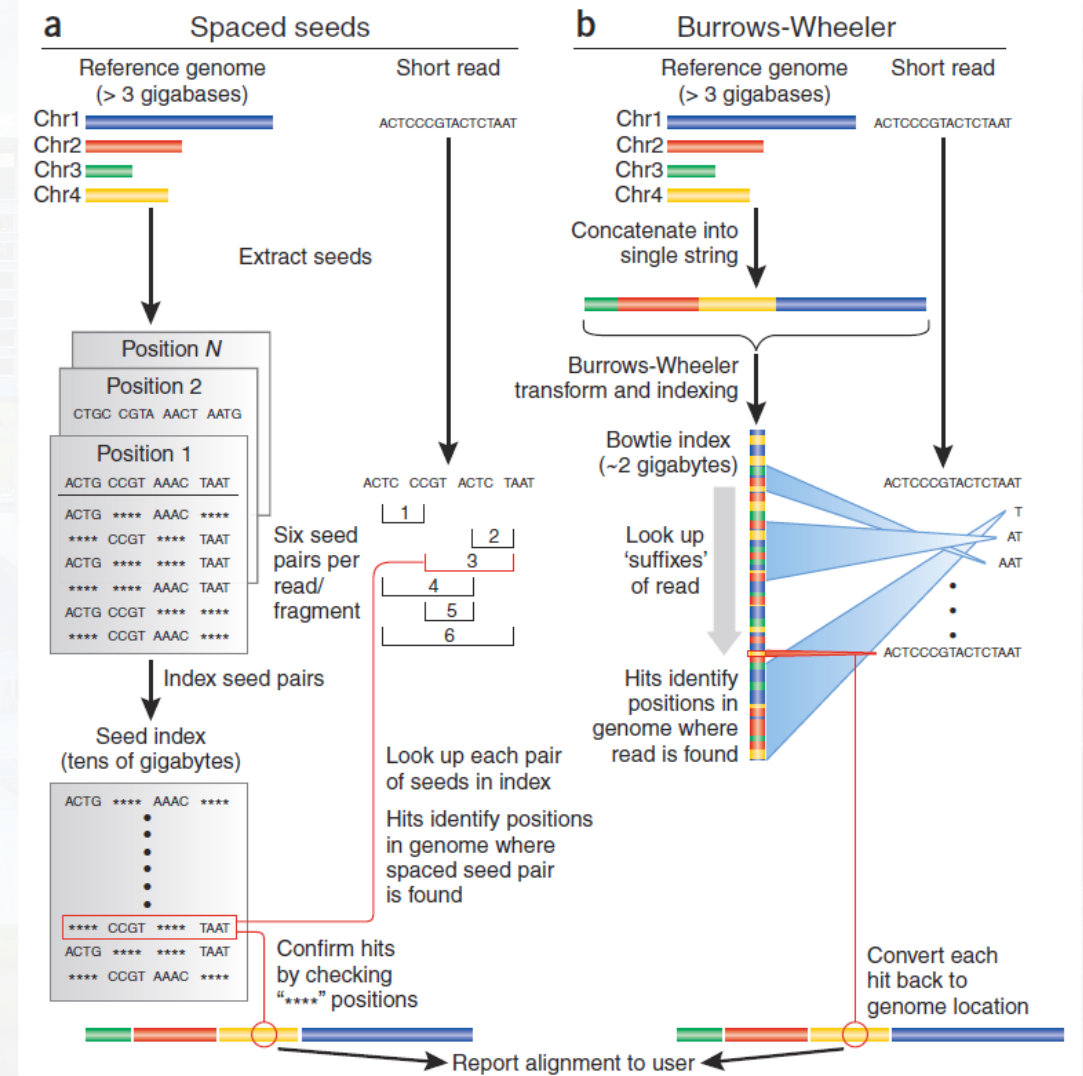 a
Spaced seeds
Reference genome
(> 3 gigabases)
Short read
Chr1
Chr2
Chr3
Chr4
ACTCCCGTACTCTAAT
Extract seeds
Position N
Position 2
CTGC CGTA AACT AATG
Position 1
ACTG CCGT AAAC TAAT
ACTG **** AAAC ****
**** CCGT **** TAAT
ACTG **** **** TAAT
**** **** AAAC TAAT
ACTG CCGT **** ****
**** CCGT AAAC ****
ACTC CCGT ACTC TAAT
1
2
3
4
5
6
Six seed
pairs per
read/
fragment
Index seed pairs
Seed index
(tens of gigabytes)
ACTG **** AAAC ****
**** CCGT **** TAAT
ACTG **** **** TAAT
**** CCGT AAAC ****
Look up each pair
of seeds in index
Hits identify positions
in genome where
spaced seed pair
is found
Confirm hits
by checking
“****” positions
b
Burrows-Wheeler
Reference genome
(> 3 gigabases)
Short read
Chr1
Chr2
Chr3
Chr4
ACTCCCGTACTCTAAT
Concatenate into
single string
Burrows-Wheeler
transform and indexing
Bowtie index
(~2 gigabytes)
ACTCCCGTACTCTAAT
T
AT
AAT
ACTCCCGTACTCTAAT
Look up
‘suffixes’
of read
Hits identify
positions in
genome where
read is found
Convert each
hit back to
genome location
Report alignment to user